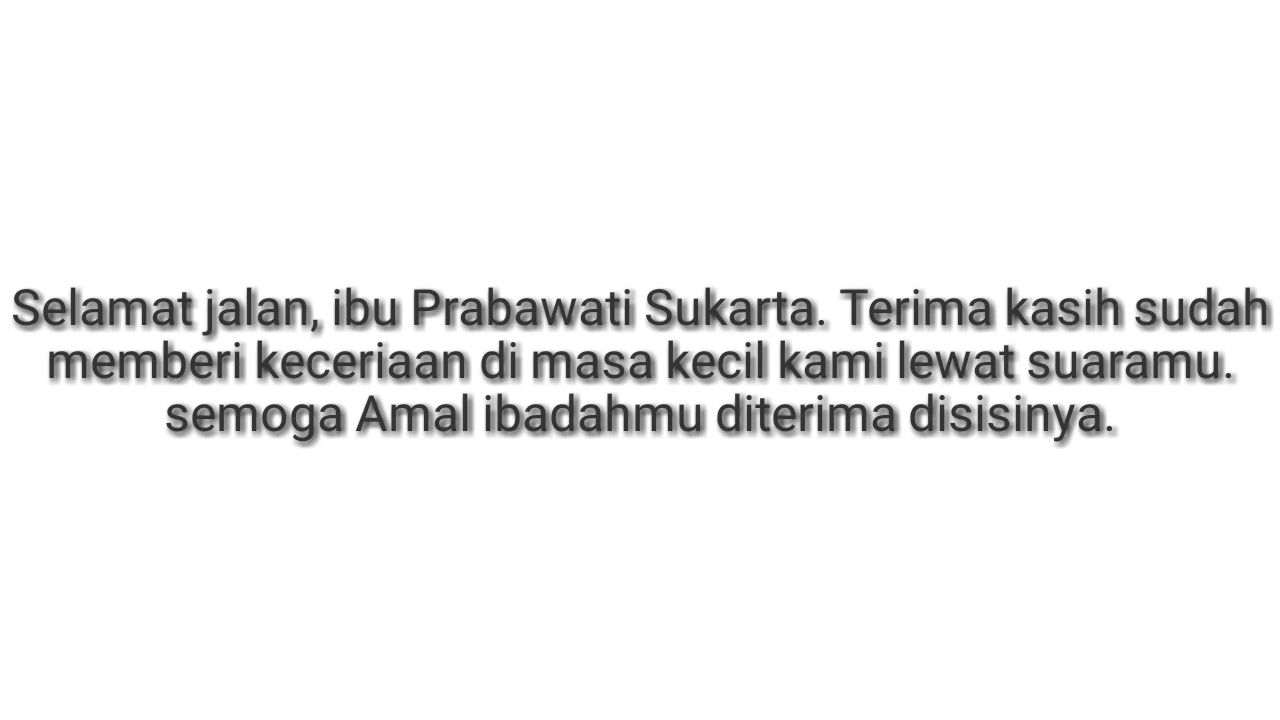 Selamat jalan, ibu Prabawati Sukarta. Terima kasih sudah
memberi keceriaan di masa kecil kami lewat suaramu.
semoga Amal ibadahmu diterima disisinya.